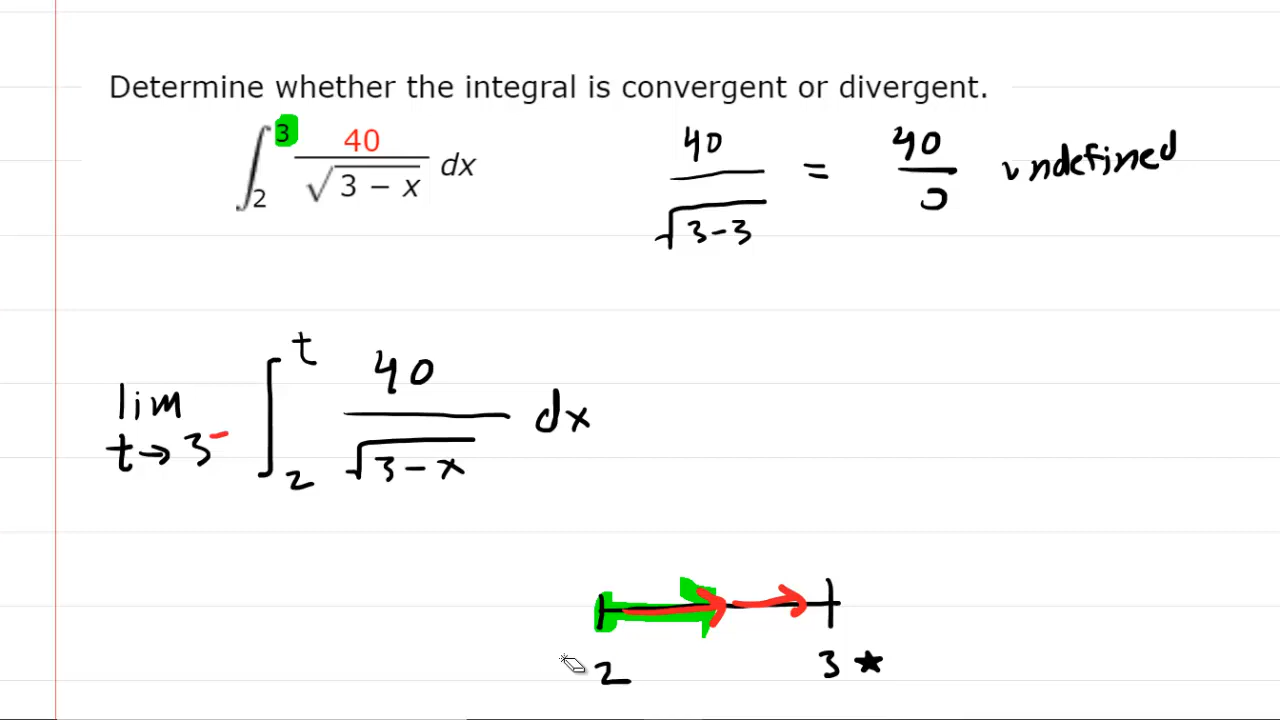 Determine whether the integral is convergent or divergent.
∫₂³ 40/√(3 − x) dx
40/√(3-3) = 40/0 undefined
lim t→3⁻ ∫₂ᵗ 40/√(3-x) dx
2 3 ★